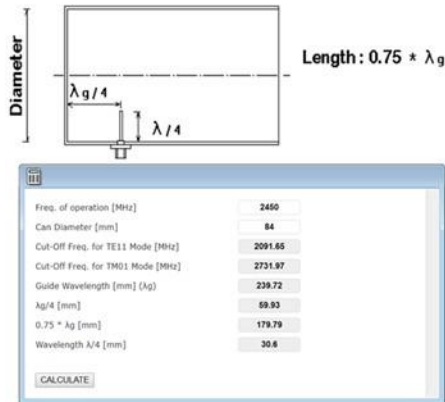 Diameter
Length : 0.75 * λg
λg/4
λ/4
Freq. of operation [MHz] 2450
Can Diameter [mm] 84
Cut-Off Freq. for TE11 Mode [MHz] 2091.65
Cut-Off Freq. for TM01 Mode [MHz] 2731.97
Guide Wavelength [mm] (λg) 239.72
λg/4 [mm] 59.93
0.75 * λg [mm] 179.79
Wavelength λ/4 [mm] 30.6
CALCULATE